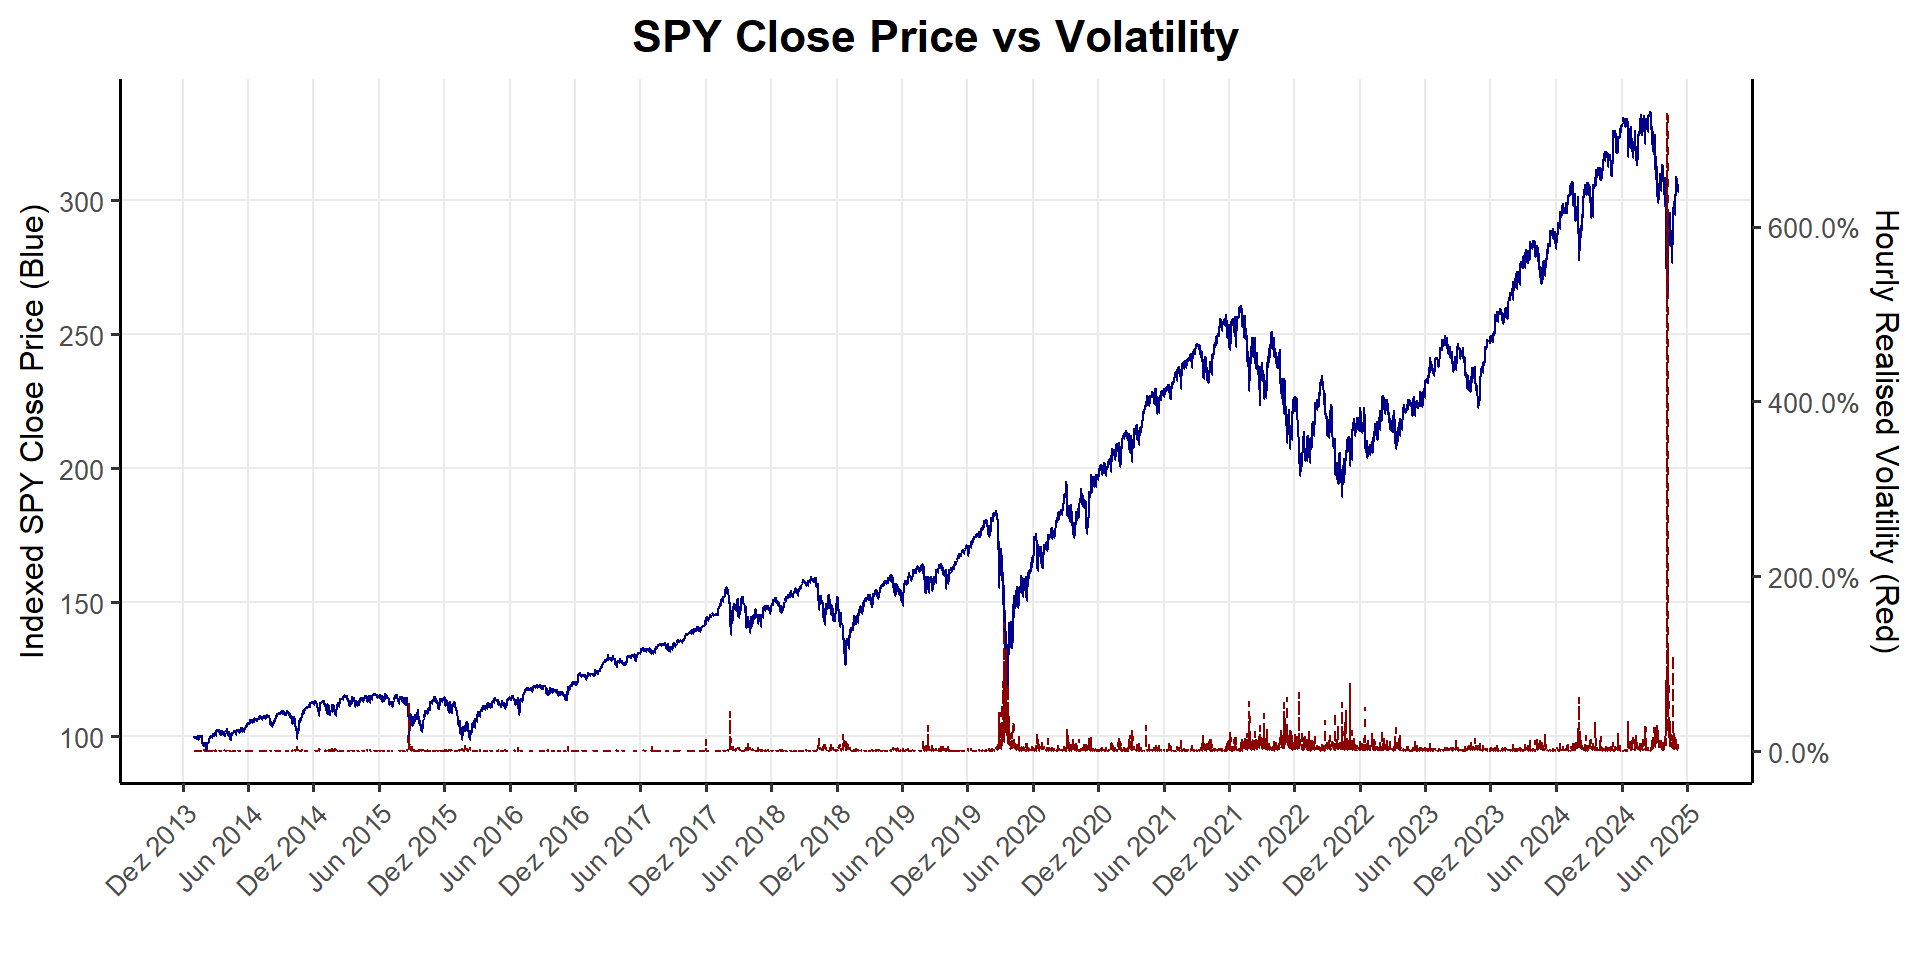 SPY Close Price vs Volatility
Indexed SPY Close Price (Blue)
300
250
200
150
100
600.0%
400.0%
200.0%
0.0%
Hourly Realised Volatility (Red)
Dez 2013
Jun 2014
Dez 2014
Jun 2015
Dez 2015
Jun 2016
Dez 2016
Jun 2017
Dez 2017
Jun 2018
Dez 2018
Jun 2019
Dez 2019
Jun 2020
Dez 2020
Jun 2021
Dez 2021
Jun 2022
Dez 2022
Jun 2023
Dez 2023
Jun 2024
Dez 2024
Jun 2025